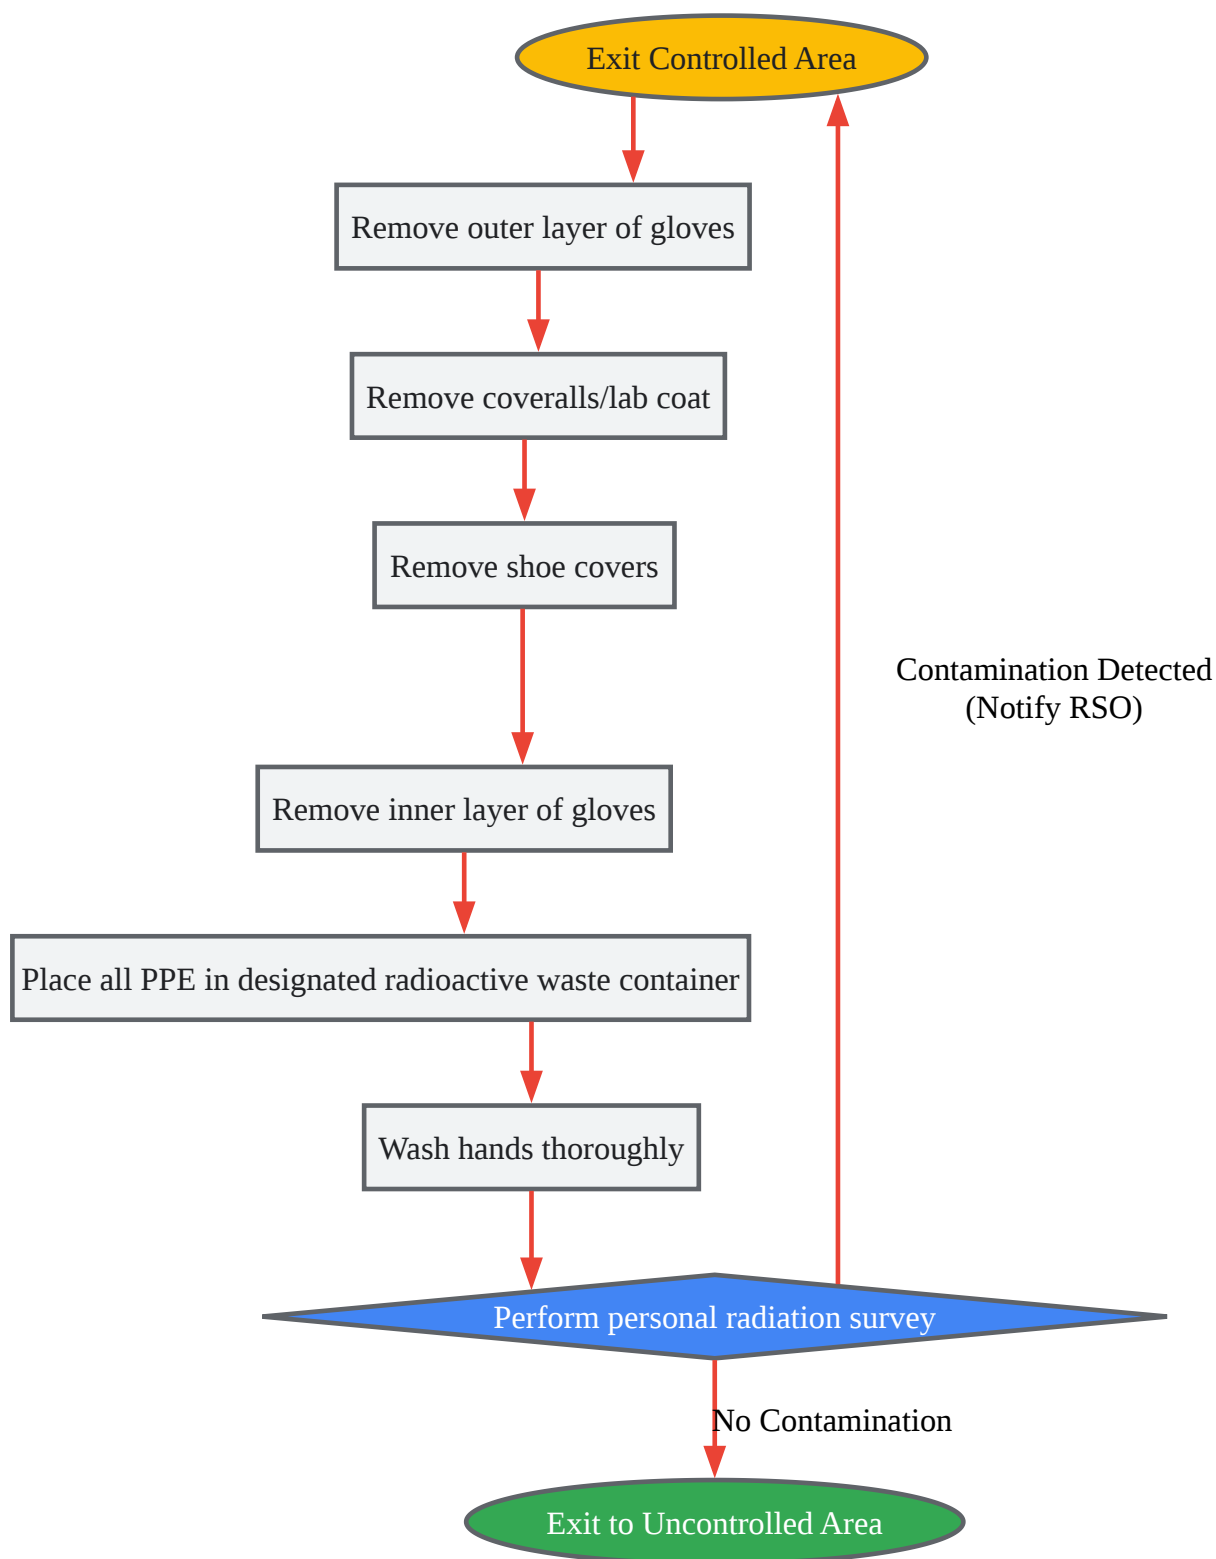 Exit Controlled Area
Remove outer layer of gloves
Remove coveralls/lab coat
Remove shoe covers
Contamination Detected
(Notify RSO)
Remove inner layer of gloves
Place all PPE in designated radioactive waste container
Wash hands thoroughly
Perform personal radiation survey
No Contamination
Exit to Uncontrolled Area